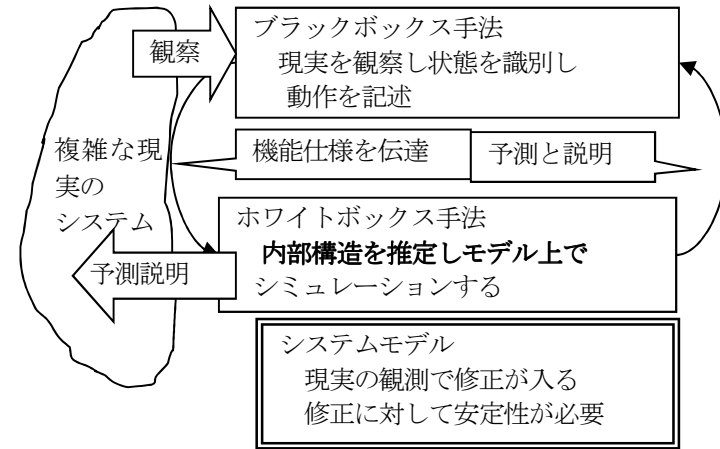 ブラックボックス手法
観察
現実を観察し状態を識別し
動作を記述
複雑な現
実の
システム
機能仕様を伝達
予測と説明
ホワイトボックス手法
内部構造を推定しモデル上で
シミュレーションする
予測説明
システムモデル
現実の観測で修正が入る
修正に対して安定性が必要